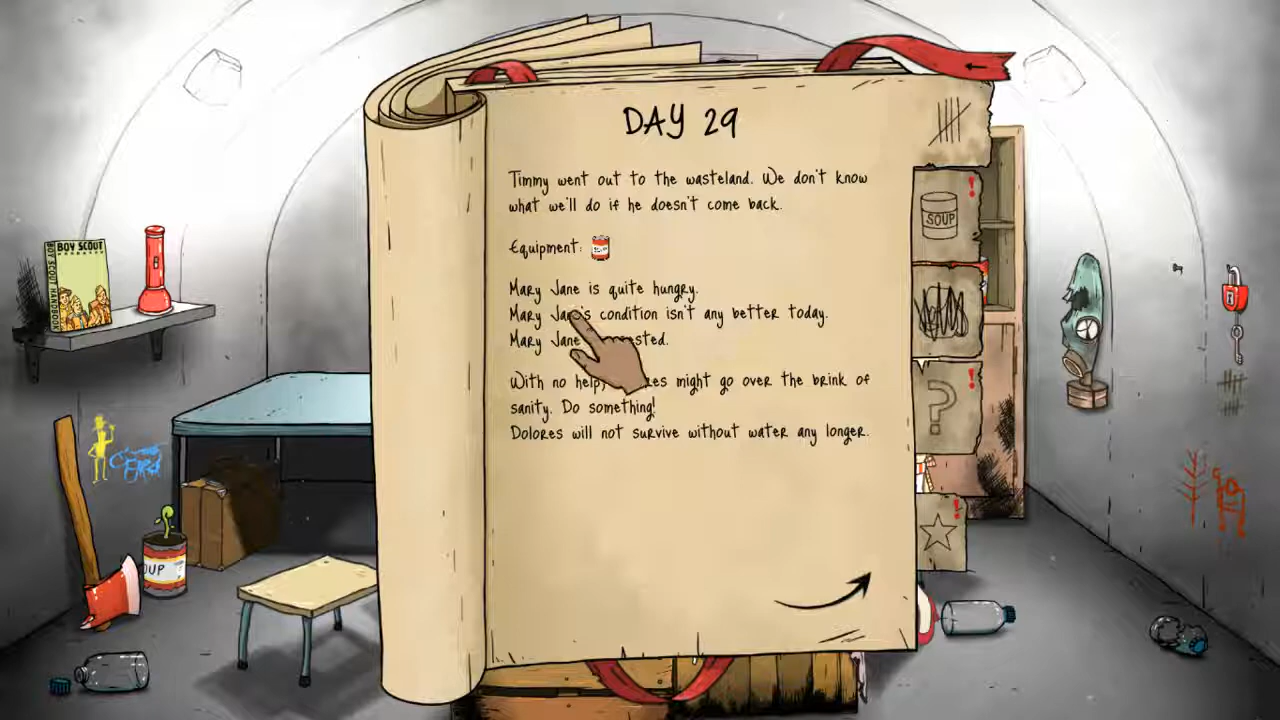 BOY SCOUT
BOY SCOUT HANDBOOK
DAY 29
Timmy went out to the wasteland. We don't know
what we'll do if he doesn't come back.
Equipment:
Mary Jane is quite hungry.
Mary Jane's condition isn't any better today.
Mary Jane
With no help, might go over the brink of
sanity. Do something!
Dolores will not survive without water any longer.
SOUP
!
?
!
!
OUP